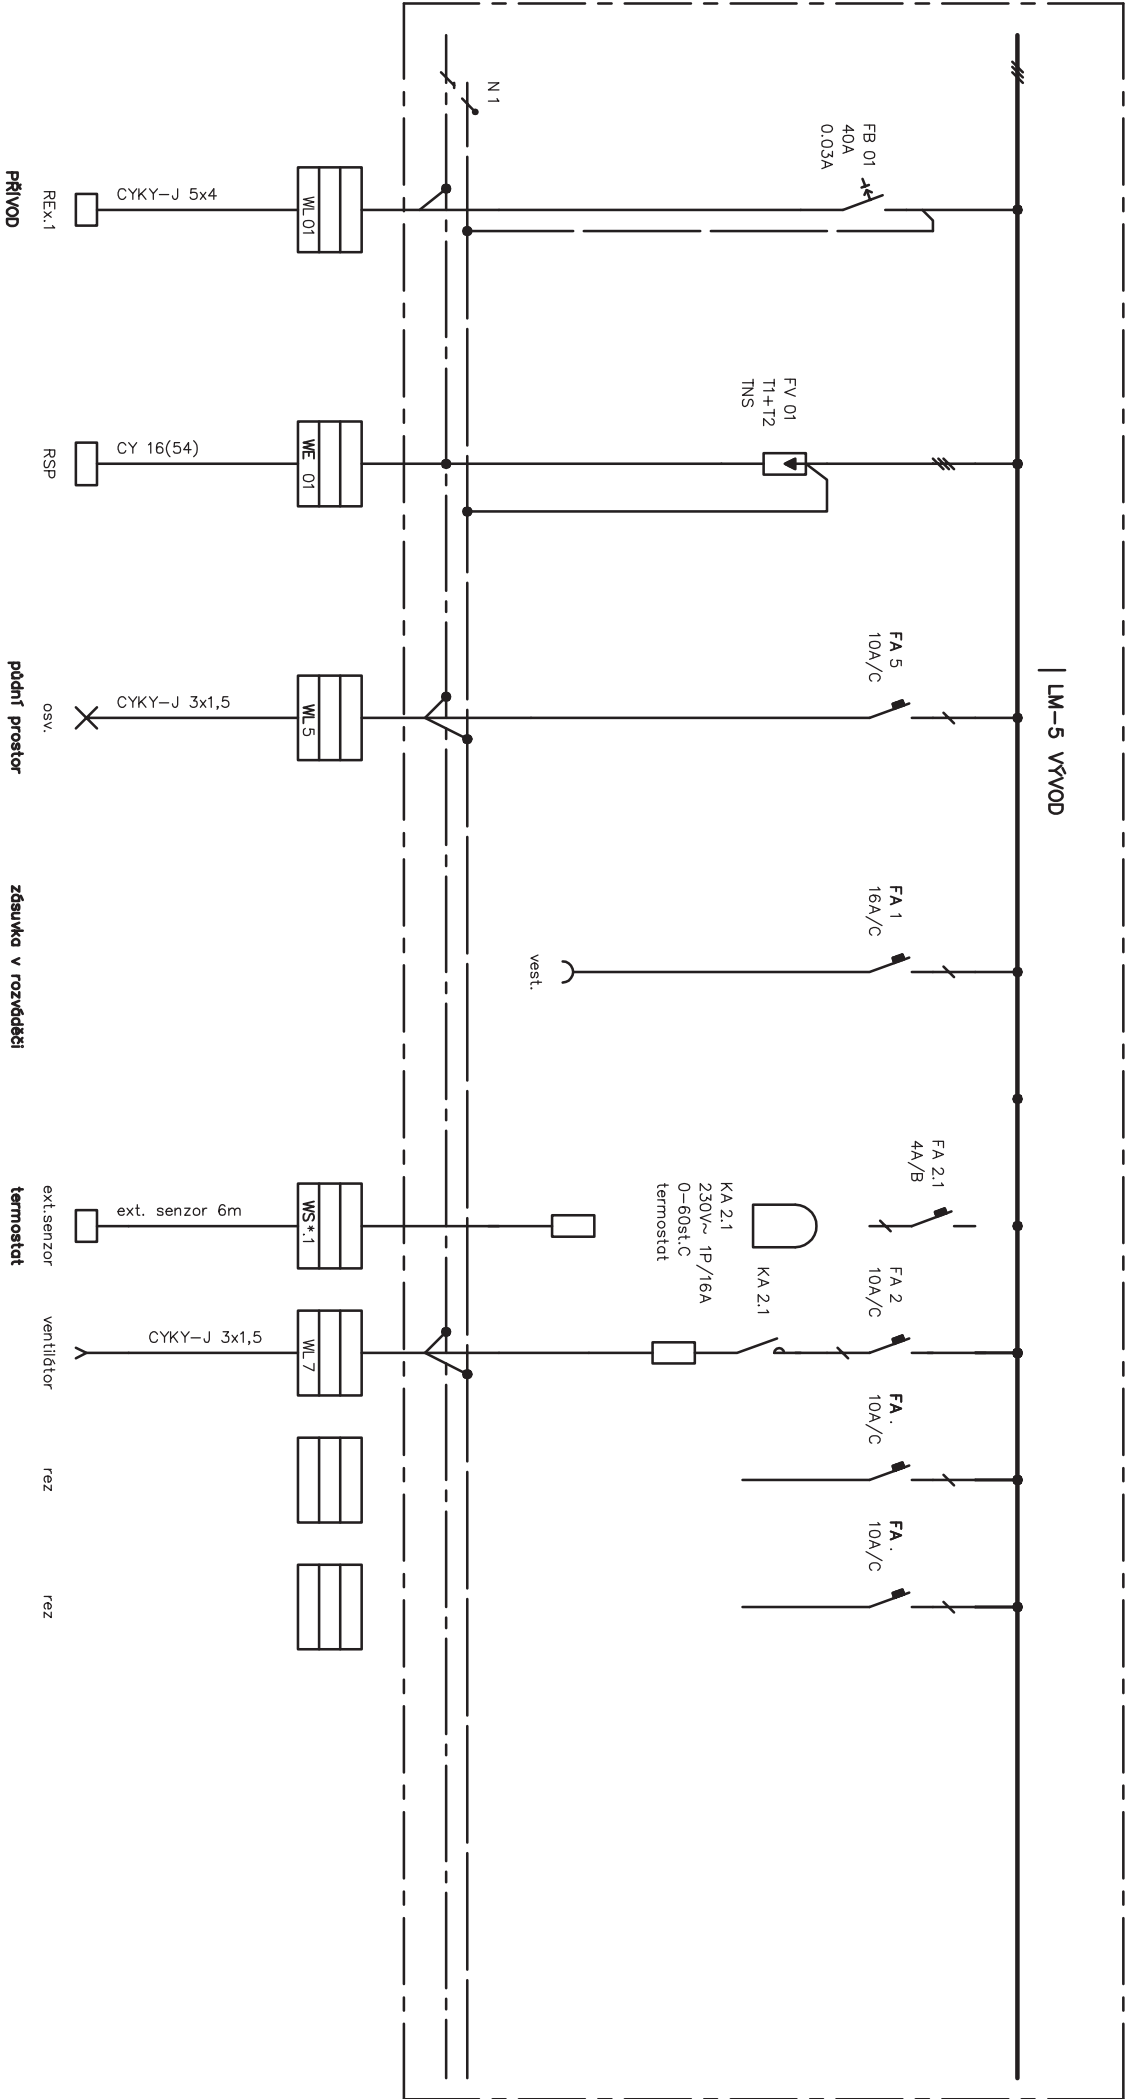 LM-5 VÝVOD
N 1
FB 01
40A
0.03A
FV 01
T1+T2
TNS
FA 5
10A/C
FA 1
16A/C
vest.
FA 2.1
4A/B
KA 2.1
230V~ 1P/16A
0-60st.C
termostat
KA 2.1
FA 2
10A/C
FA .
10A/C
FA .
10A/C
WL 01
WE 01
WL 5
WS*.1
WL 7
CYKY-J 5x4
CY 16(54)
CYKY-J 3x1,5
ext. senzor 6m
CYKY-J 3x1,5
REx.1
RSP
osv.
ext.senzor
ventilátor
rez
rez
PŘÍVOD
půdní prostor
zásuvka v rozváděči
termostat